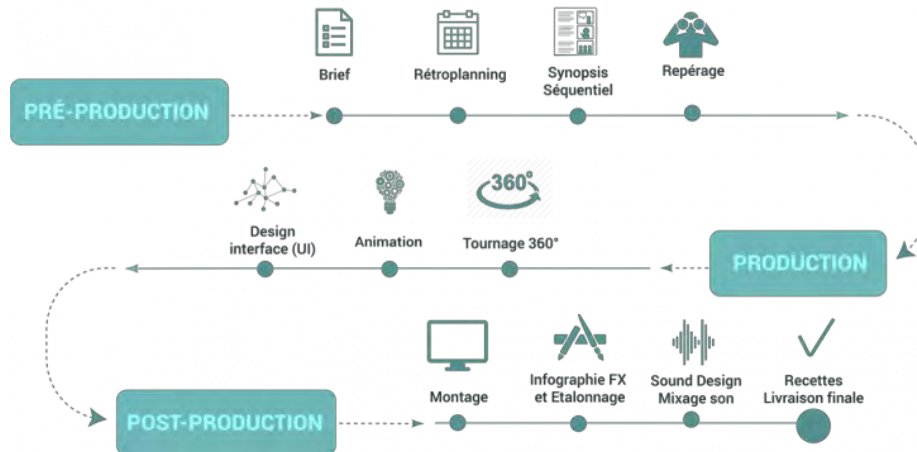 PRÉ-PRODUCTION
Brief
Rétroplanning
Synopsis
Séquentiel
Repérage
Design
interface (UI)
Animation
360°
Tournage 360°
PRODUCTION
POST-PRODUCTION
Montage
Infographie FX
et Etalonnage
Sound Design
Mixage son
Recettes
Livraison finale